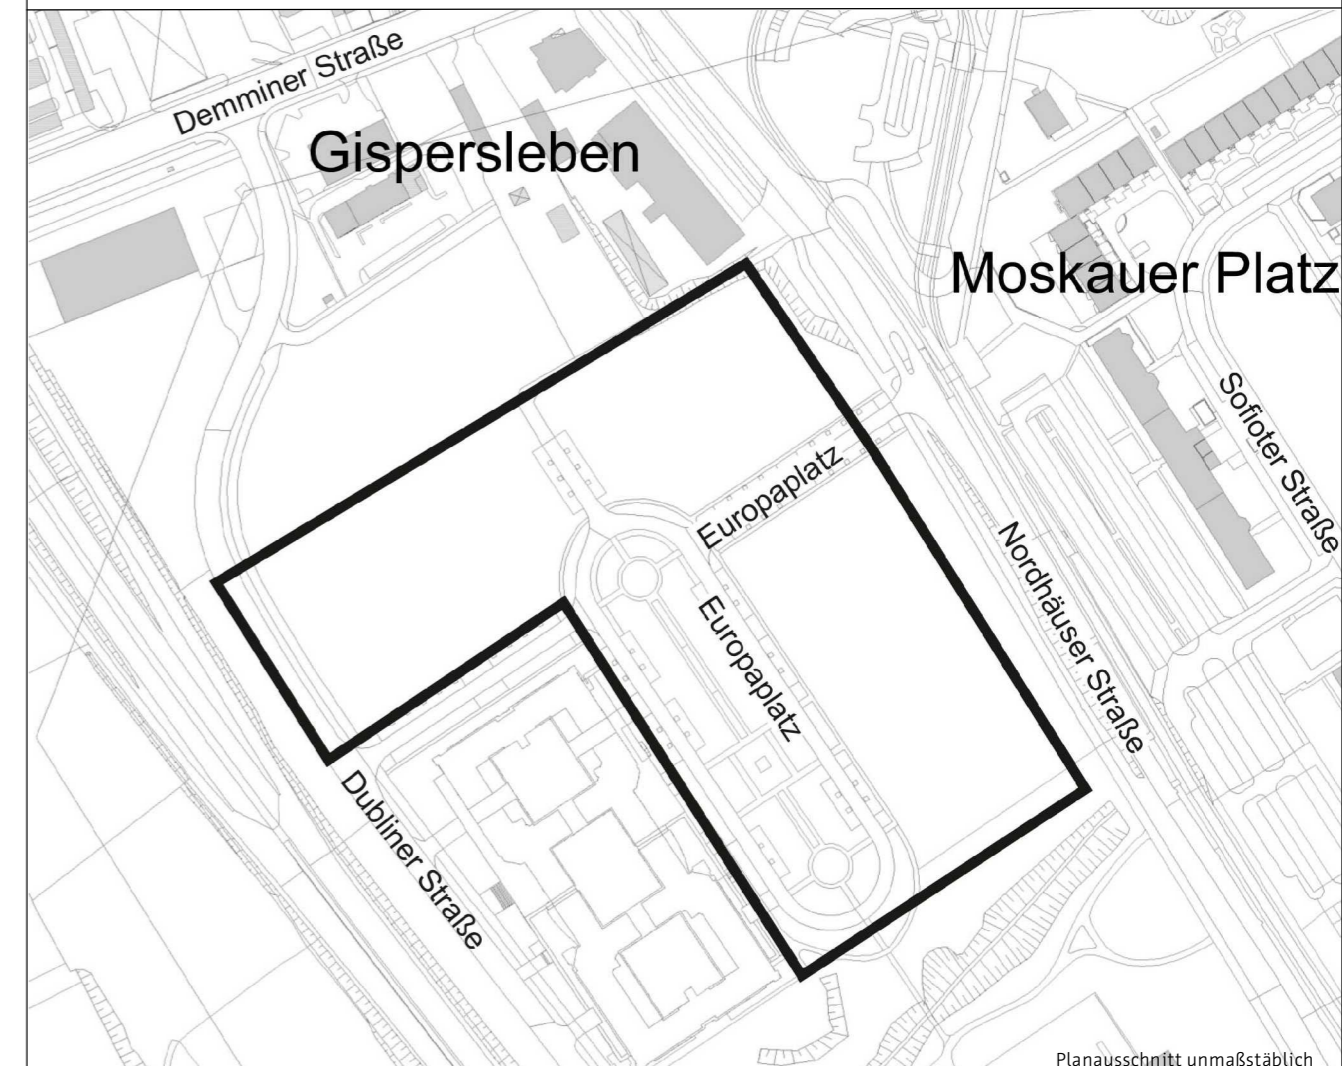 Demminer Straße
Gispersleben
Moskauer Platz
Sofioter Straße
Europaplatz
Nordhäuser Straße
Europaplatz
Dubliner Straße
Planausschnitt unmaßstäblich